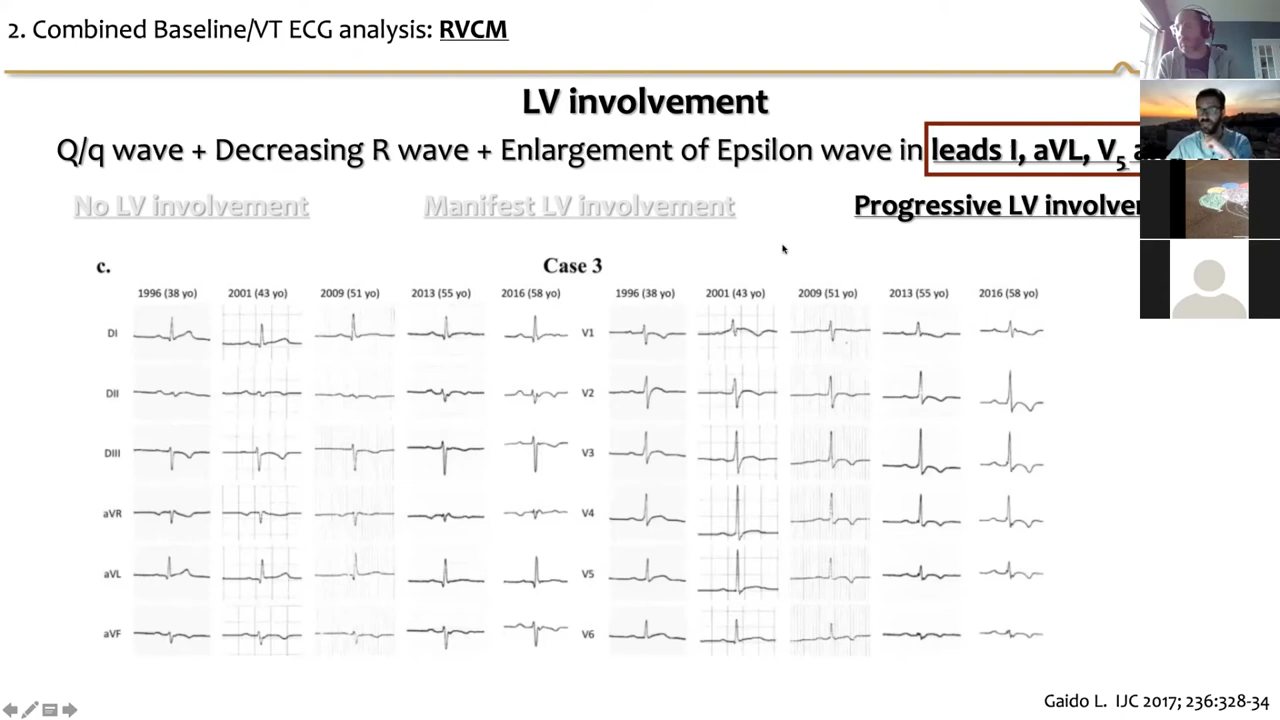 2. Combined Baseline/VT ECG analysis: RVCM
LV involvement
Q/q wave + Decreasing R wave + Enlargement of Epsilon wave in leads I, aVL, V5
No LV involvement Manifest LV involvement Progressive LV
c. Case 3
1996 (38 yo) 2001 (43 yo) 2009 (51 yo) 2013 (55 yo) 2016 (58 yo) 1996 (38 yo) 2001 (43 yo) 2009 (51 yo) 2013 (55 yo) 2016 (58 yo)
DI V1
DII V2
DIII V3
aVR V4
aVL V5
aVF V6
Gaido L. IJC 2017; 236:328-34